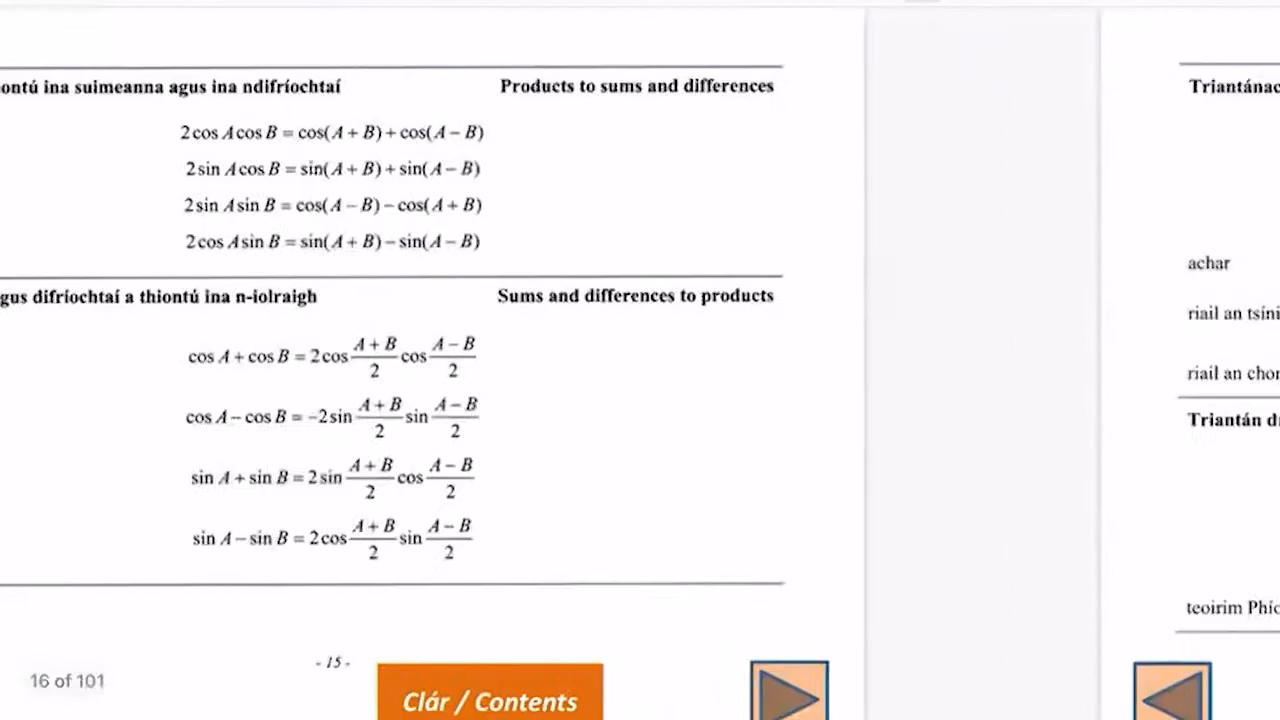 ontú ina suimeanna agus ina ndifríochtaí Products to sums and differences
2 cos A cos B = cos(A + B) + cos(A − B)
2 sin A cos B = sin(A + B) + sin(A − B)
2 sin A sin B = cos(A − B) − cos(A + B)
2 cos A sin B = sin(A + B) − sin(A − B)
gus difríochtaí a thiontú ina n-iolraigh Sums and differences to products
cos A + cos B = 2 cos (A + B)/2 cos (A − B)/2
cos A − cos B = −2 sin (A + B)/2 sin (A − B)/2
sin A + sin B = 2 sin (A + B)/2 cos (A − B)/2
sin A − sin B = 2 cos (A + B)/2 sin (A − B)/2
- 15 -
16 of 101
Clár / Contents
Triantánac
achar
riail an tsíni
riail an chor
Triantán d
teoirim Phíc